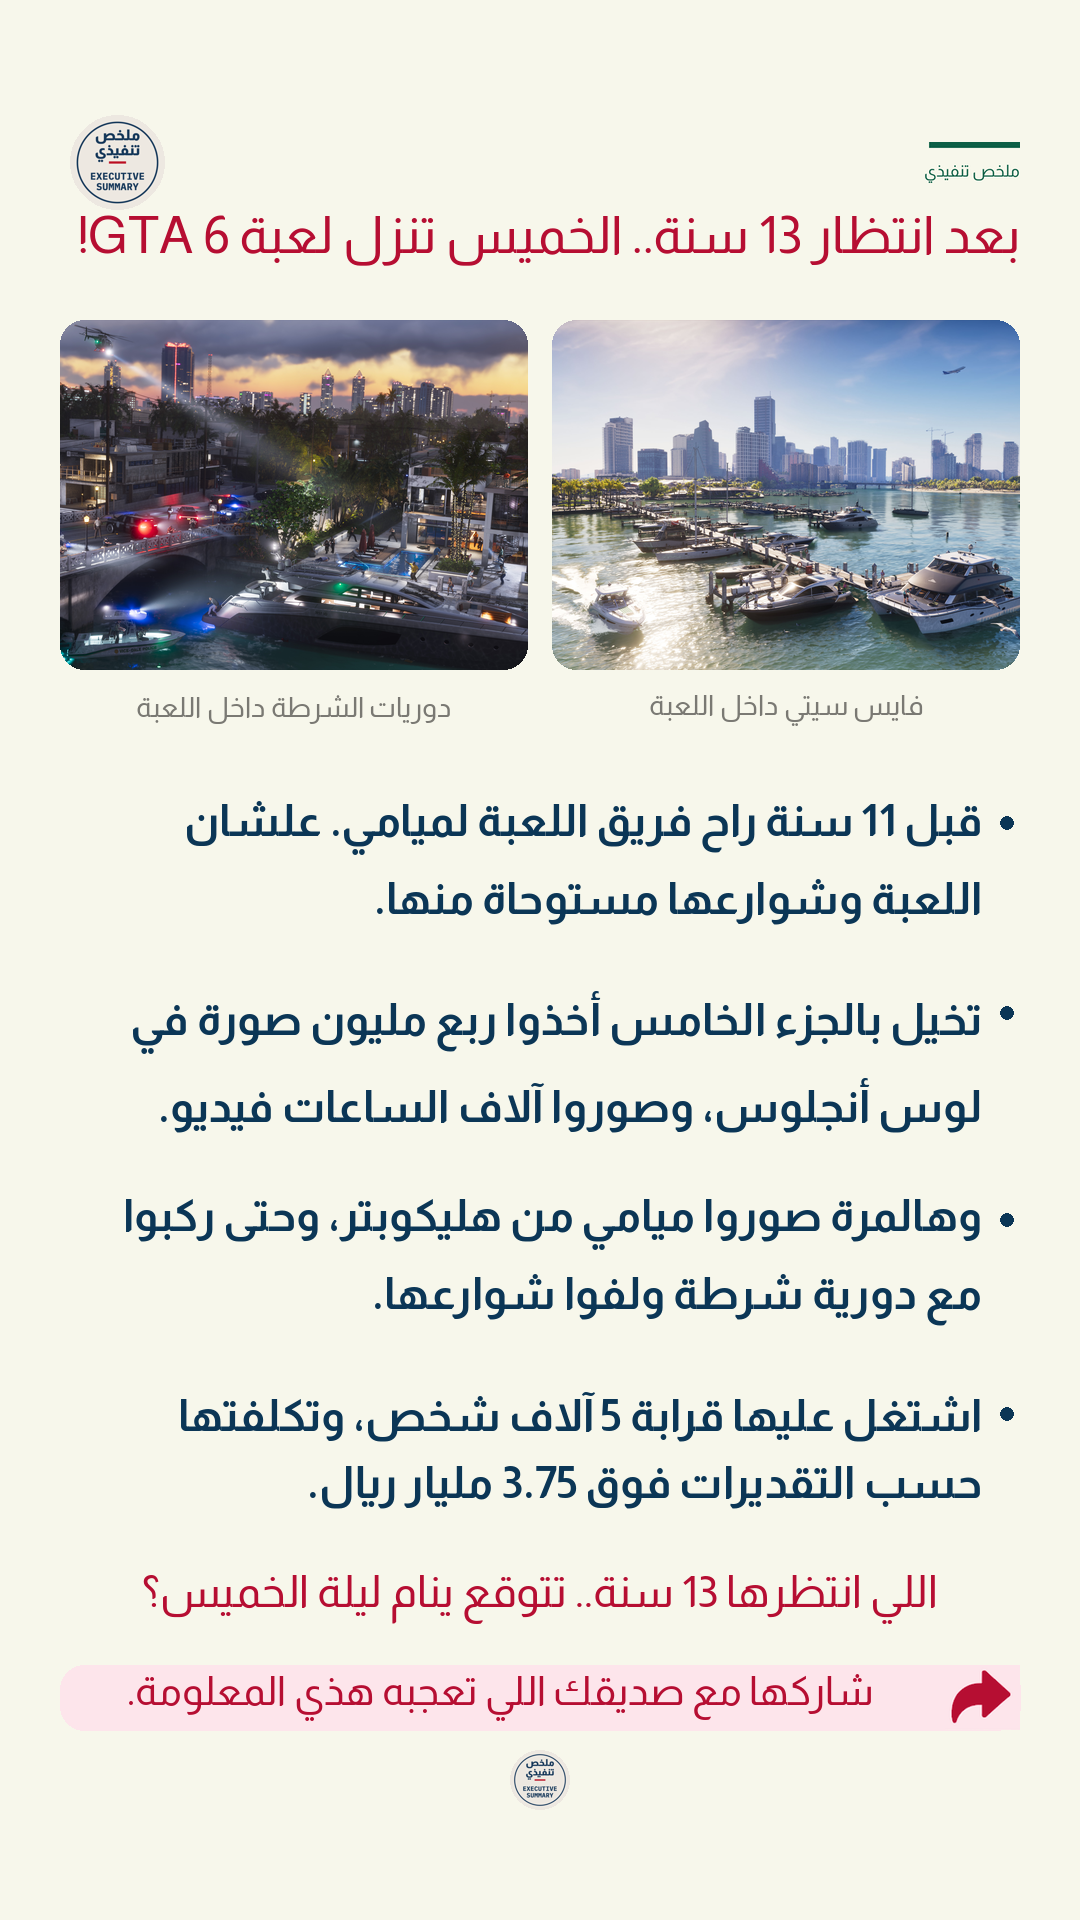 ملخص تنفيذي
ملخص
تنفيذي
EXECUTIVE
SUMMARY
بعد انتظار 13 سنة.. الخميس تنزل لعبة GTA 6!
فايس سيتي داخل اللعبة
دوريات الشرطة داخل اللعبة
• قبل 11 سنة راح فريق اللعبة لميامي. علشان
اللعبة وشوارعها مستوحاة منها.
• تخيل بالجزء الخامس أخذوا ربع مليون صورة في
لوس أنجلوس، وصوروا آلاف الساعات فيديو.
• وهالمرة صوروا ميامي من هليكوبتر، وحتى ركبوا
مع دورية شرطة ولفوا شوارعها.
• اشتغل عليها قرابة 5 آلاف شخص، وتكلفتها
حسب التقديرات فوق 3.75 مليار ريال.
اللي انتظرها 13 سنة.. تتوقع ينام ليلة الخميس؟
شاركها مع صديقك اللي تعجبه هذي المعلومة.
ملخص
تنفيذي
EXECUTIVE
SUMMARY